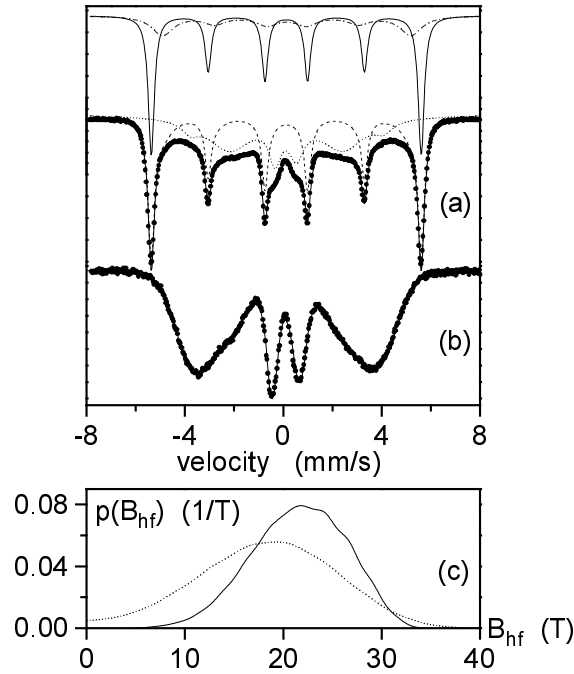 (a)
(b)
-8 -4 0 4 8
velocity (mm/s)
0.08
p(B_hf) (1/T)
0.04
(c)
0.00
B_hf (T)
0 10 20 30 40